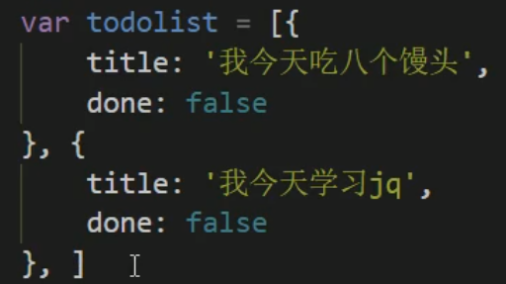 var todolist = [{
    title: '我今天吃八个馒头',
    done: false
}, {
    title: '我今天学习jq',
    done: false
}, ]